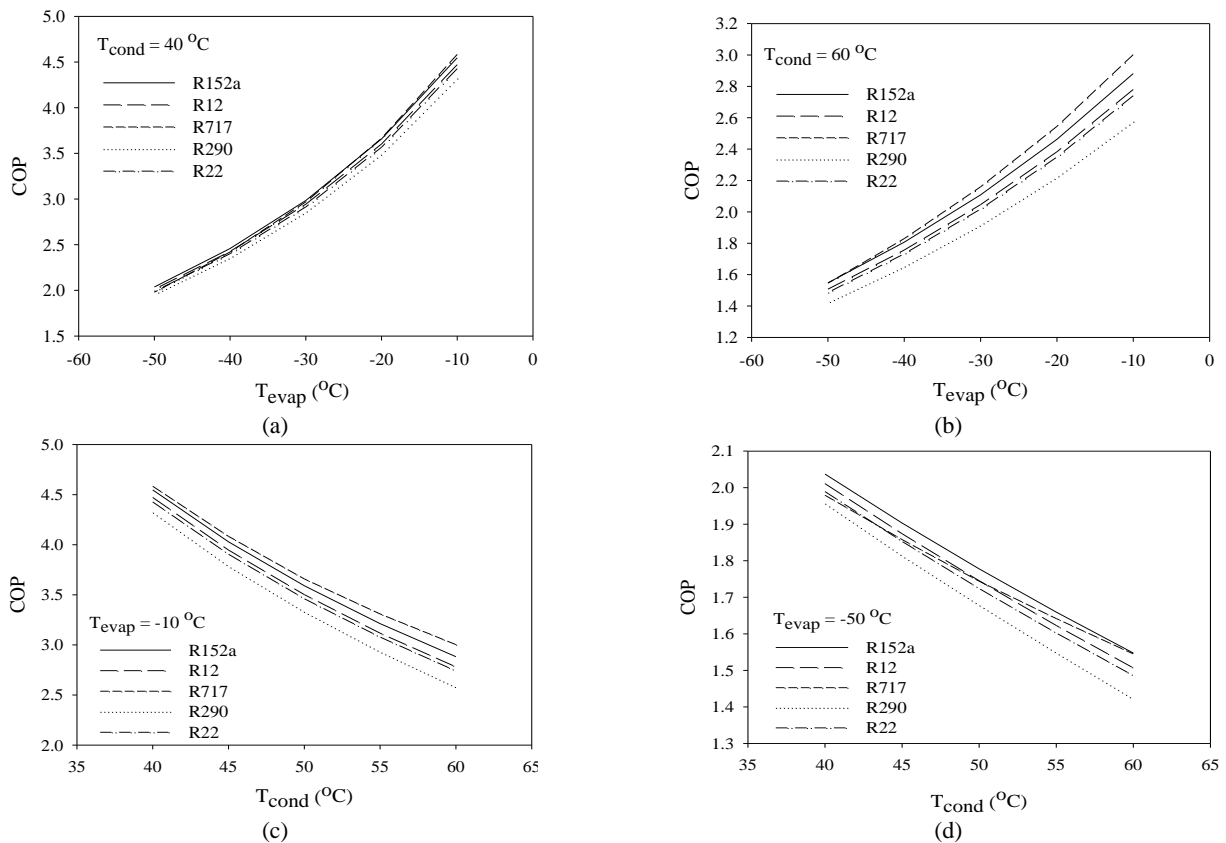 5.0
4.5
4.0
3.5
3.0
2.5
2.0
1.5
COP
T_cond = 40 °C
R152a
R12
R717
R290
R22
-60 -50 -40 -30 -20 -10 0
T_evap (°C)
(a)
3.2
3.0
2.8
2.6
2.4
2.2
2.0
1.8
1.6
1.4
1.2
COP
T_cond = 60 °C
R152a
R12
R717
R290
R22
-60 -50 -40 -30 -20 -10 0
T_evap (°C)
(b)
5.0
4.5
4.0
3.5
3.0
2.5
2.0
COP
T_evap = -10 °C
R152a
R12
R717
R290
R22
35 40 45 50 55 60 65
T_cond (°C)
(c)
2.1
2.0
1.9
1.8
1.7
1.6
1.5
1.4
1.3
COP
T_evap = -50 °C
R152a
R12
R717
R290
R22
35 40 45 50 55 60 65
T_cond (°C)
(d)